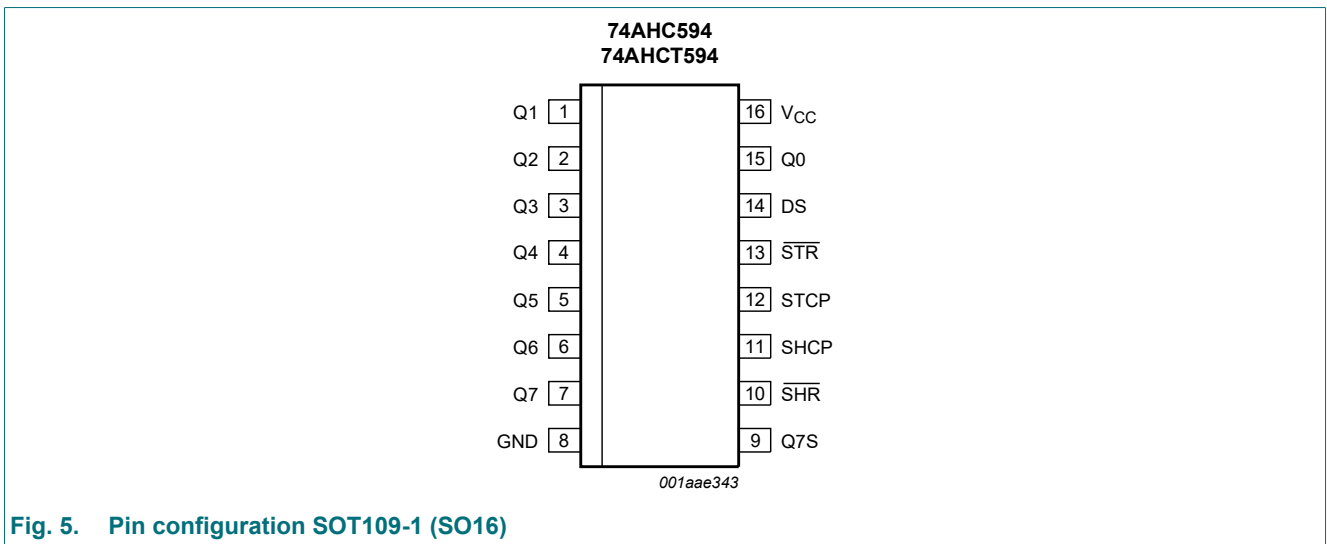 74AHC594
74AHCT594
Q1 1 16 VCC
Q2 2 15 Q0
Q3 3 14 DS
Q4 4 13 S̅T̅R̅
Q5 5 12 STCP
Q6 6 11 SHCP
Q7 7 10 S̅H̅R̅
GND 8 9 Q7S
001aae343
Fig. 5. Pin configuration SOT109-1 (SO16)